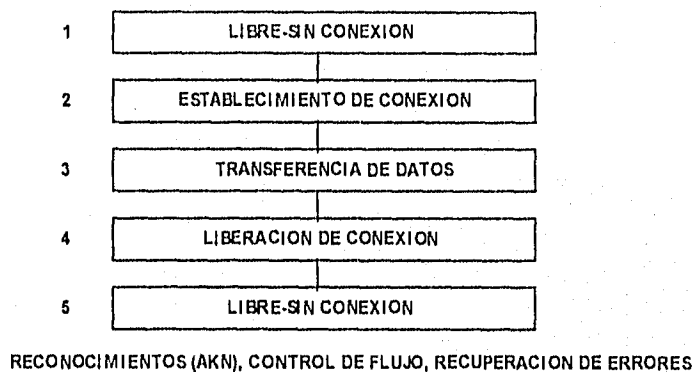 1 LIBRE-SIN CONEXION
2 ESTABLECIMIENTO DE CONEXION
3 TRANSFERENCIA DE DATOS
4 LIBERACION DE CONEXION
5 LIBRE-SIN CONEXION
RECONOCIMIENTOS (AKN), CONTROL DE FLUJO, RECUPERACION DE ERRORES